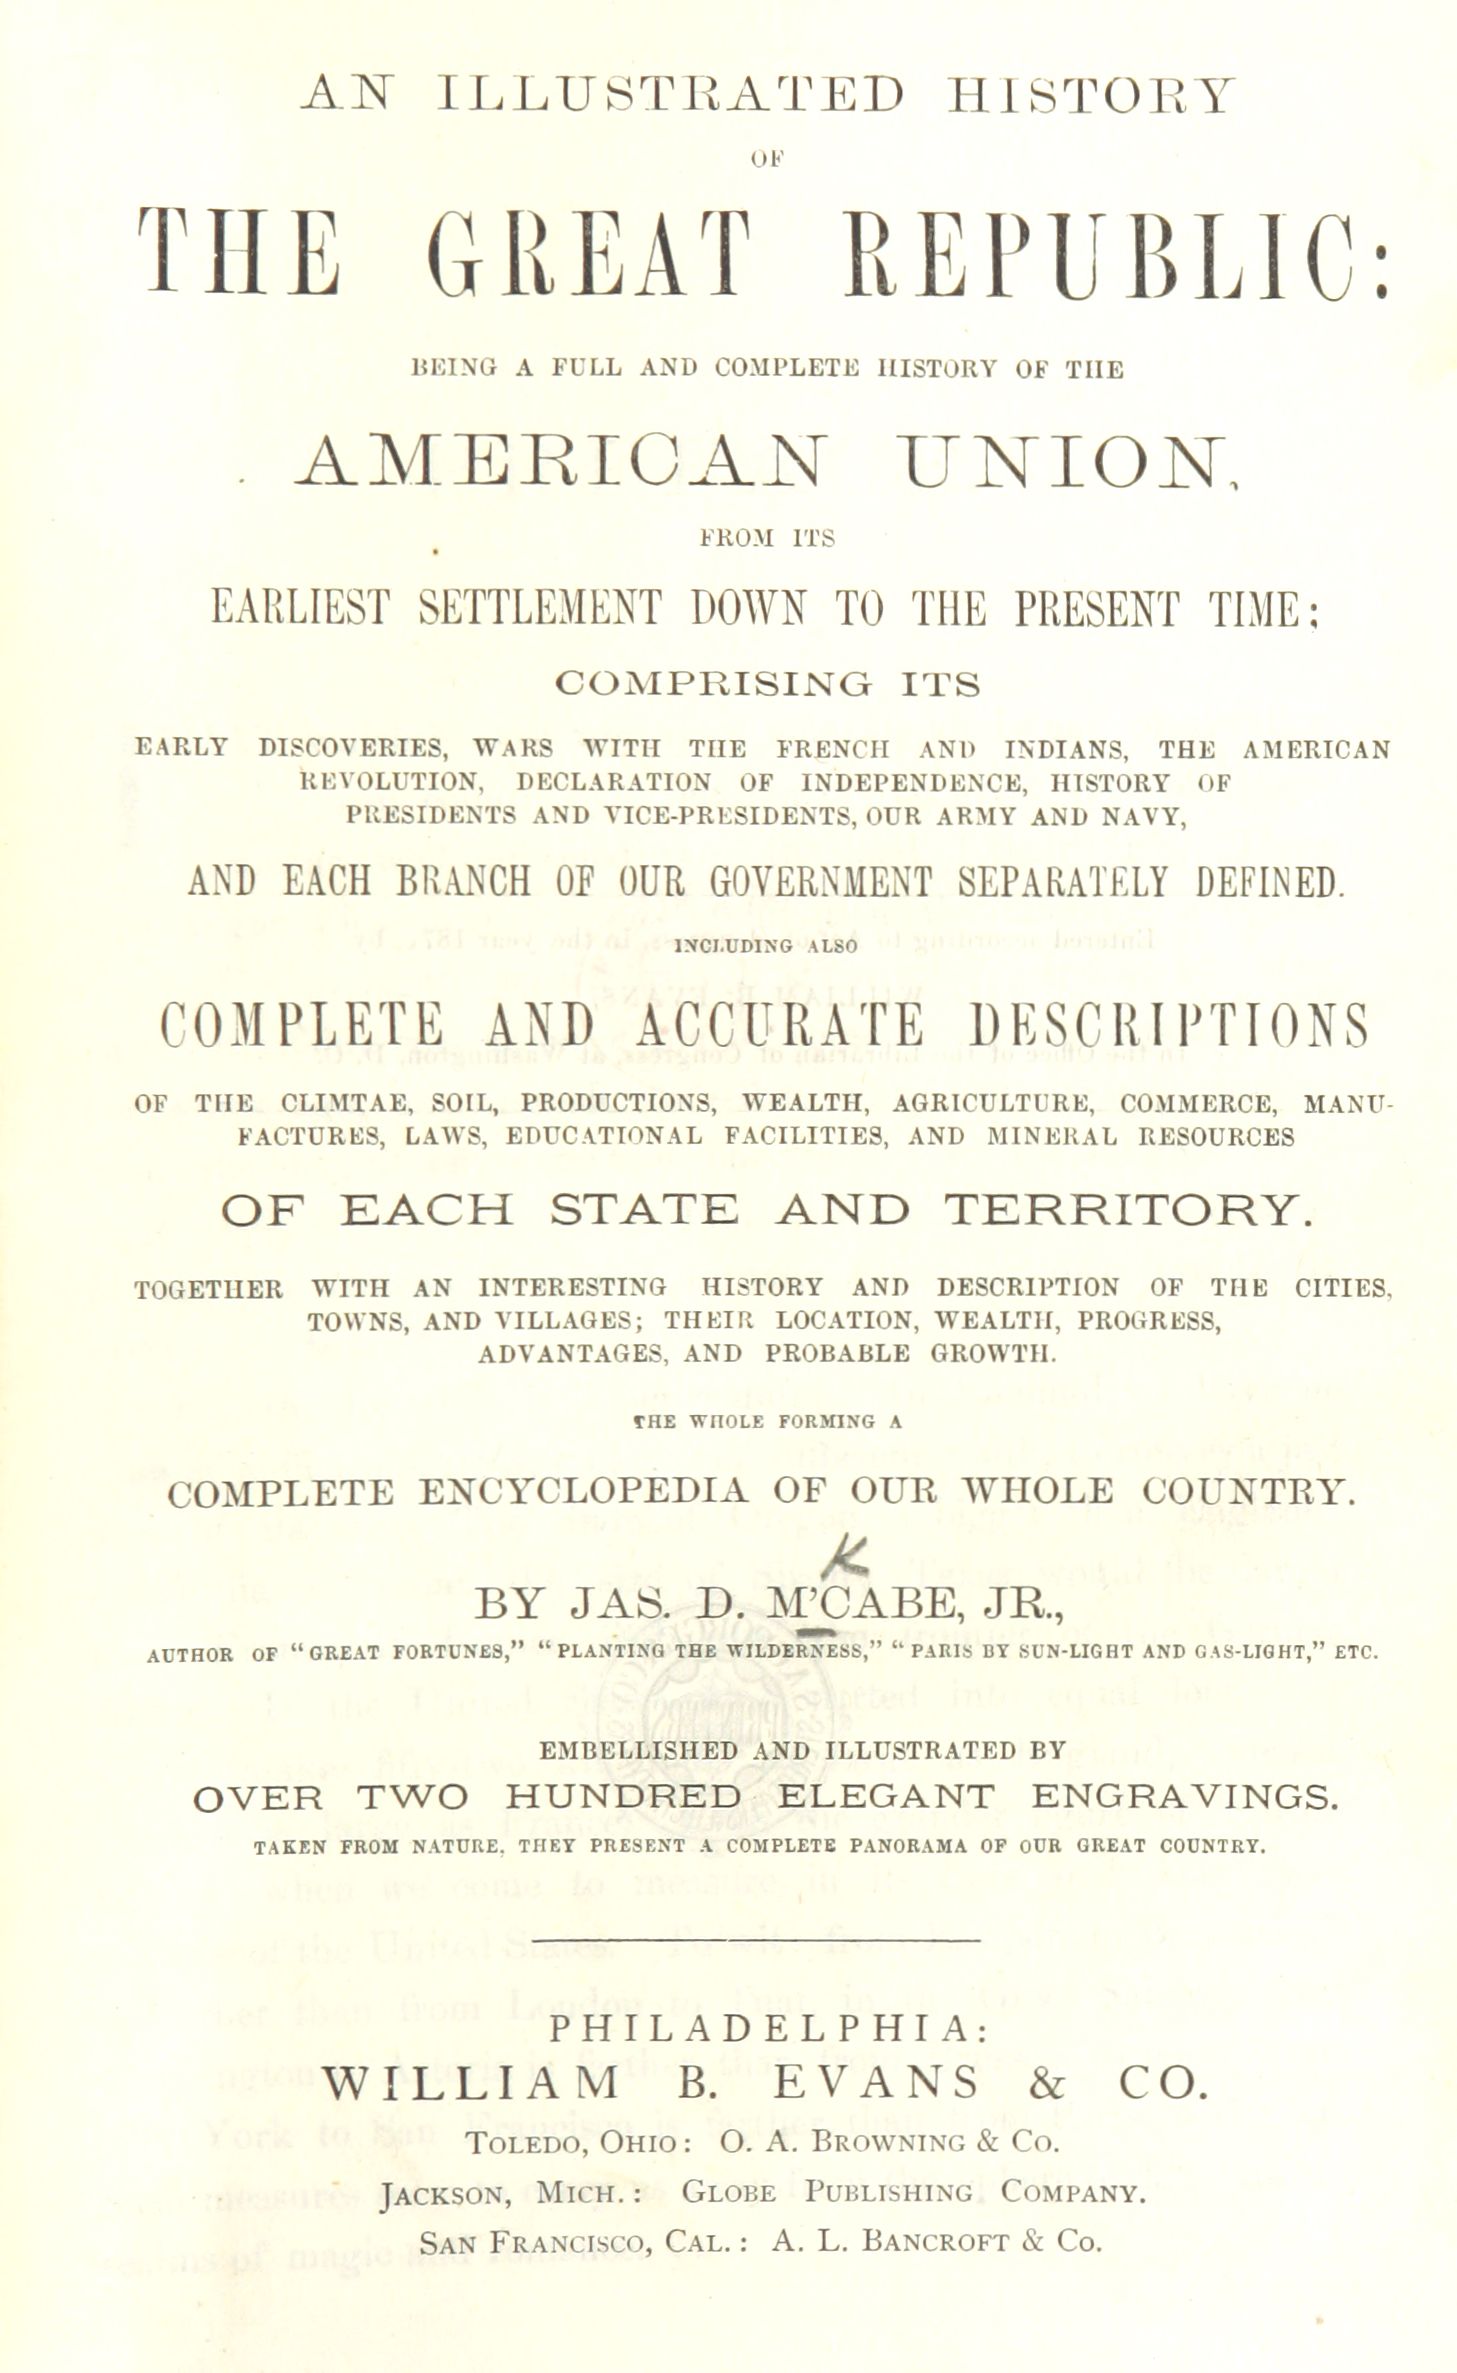 AN ILLUSTRATED HISTORY
OF
THE GREAT REPUBLIC:
BEING A FULL AND COMPLETE HISTORY OF THE
AMERICAN UNION,
FROM ITS
EARLIEST SETTLEMENT DOWN TO THE PRESENT TIME;
COMPRISING ITS
EARLY DISCOVERIES, WARS WITH THE FRENCH AND INDIANS, THE AMERICAN
REVOLUTION, DECLARATION OF INDEPENDENCE, HISTORY OF
PRESIDENTS AND VICE-PRESIDENTS, OUR ARMY AND NAVY,
AND EACH BRANCH OF OUR GOVERNMENT SEPARATELY DEFINED.
INCLUDING ALSO
COMPLETE AND ACCURATE DESCRIPTIONS
OF THE CLIMTAE, SOIL, PRODUCTIONS, WEALTH, AGRICULTURE, COMMERCE, MANU-
FACTURES, LAWS, EDUCATIONAL FACILITIES, AND MINERAL RESOURCES
OF EACH STATE AND TERRITORY.
TOGETHER WITH AN INTERESTING HISTORY AND DESCRIPTION OF THE CITIES,
TOWNS, AND VILLAGES; THEIR LOCATION, WEALTH, PROGRESS,
ADVANTAGES, AND PROBABLE GROWTH.
THE WHOLE FORMING A
COMPLETE ENCYCLOPEDIA OF OUR WHOLE COUNTRY.
K
BY JAS. D. M'CABE, JR.,
AUTHOR OF "GREAT FORTUNES," "PLANTING THE WILDERNESS," "PARIS BY SUN-LIGHT AND GAS-LIGHT," ETC.
EMBELLISHED AND ILLUSTRATED BY
OVER TWO HUNDRED ELEGANT ENGRAVINGS.
TAKEN FROM NATURE, THEY PRESENT A COMPLETE PANORAMA OF OUR GREAT COUNTRY.
PHILADELPHIA:
WILLIAM B. EVANS & CO.
TOLEDO, OHIO: O. A. BROWNING & CO.
JACKSON, MICH.: GLOBE PUBLISHING COMPANY.
SAN FRANCISCO, CAL.: A. L. BANCROFT & CO.